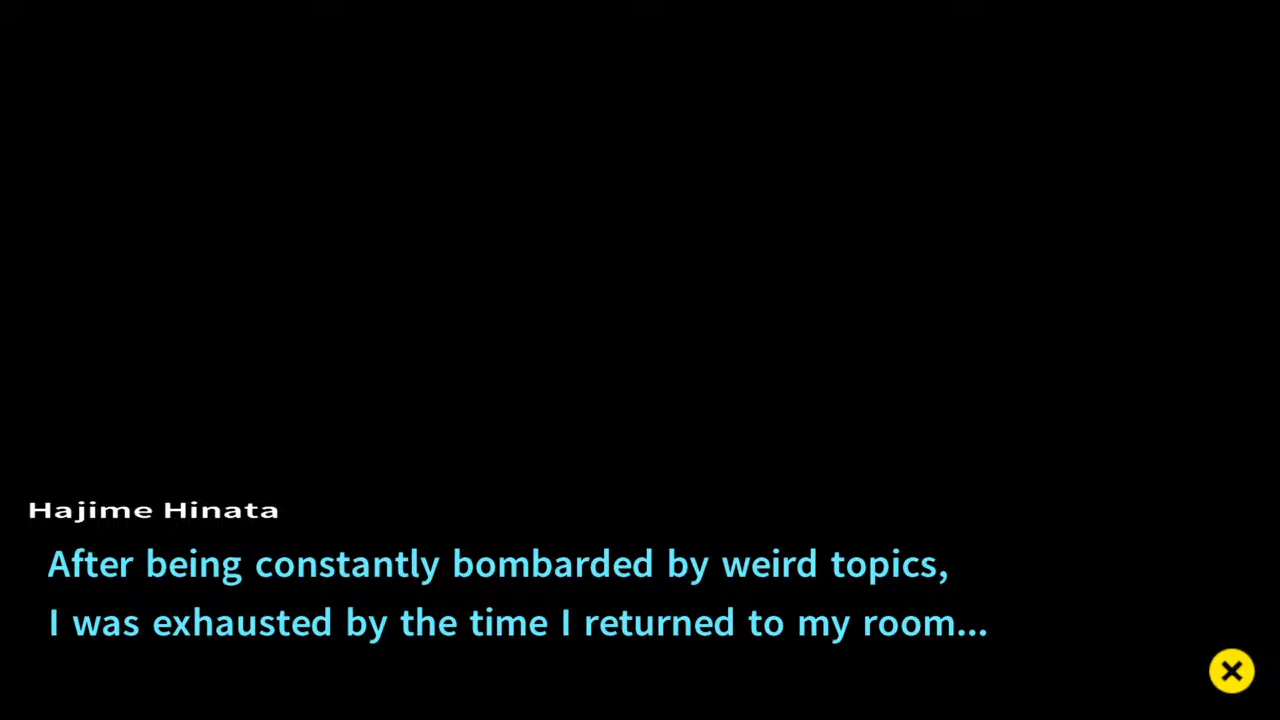 Hajime Hinata
After being constantly bombarded by weird topics,
I was exhausted by the time I returned to my room...